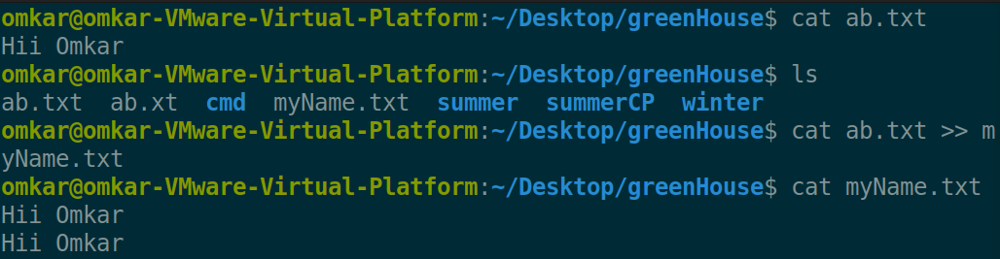 omkar@omkar-VMware-Virtual-Platform:~/Desktop/greenHouse$ cat ab.txt
Hii Omkar
omkar@omkar-VMware-Virtual-Platform:~/Desktop/greenHouse$ ls
ab.txt  ab.xt  cmd  myName.txt  summer  summerCP  winter
omkar@omkar-VMware-Virtual-Platform:~/Desktop/greenHouse$ cat ab.txt >> m
yName.txt
omkar@omkar-VMware-Virtual-Platform:~/Desktop/greenHouse$ cat myName.txt
Hii Omkar
Hii Omkar